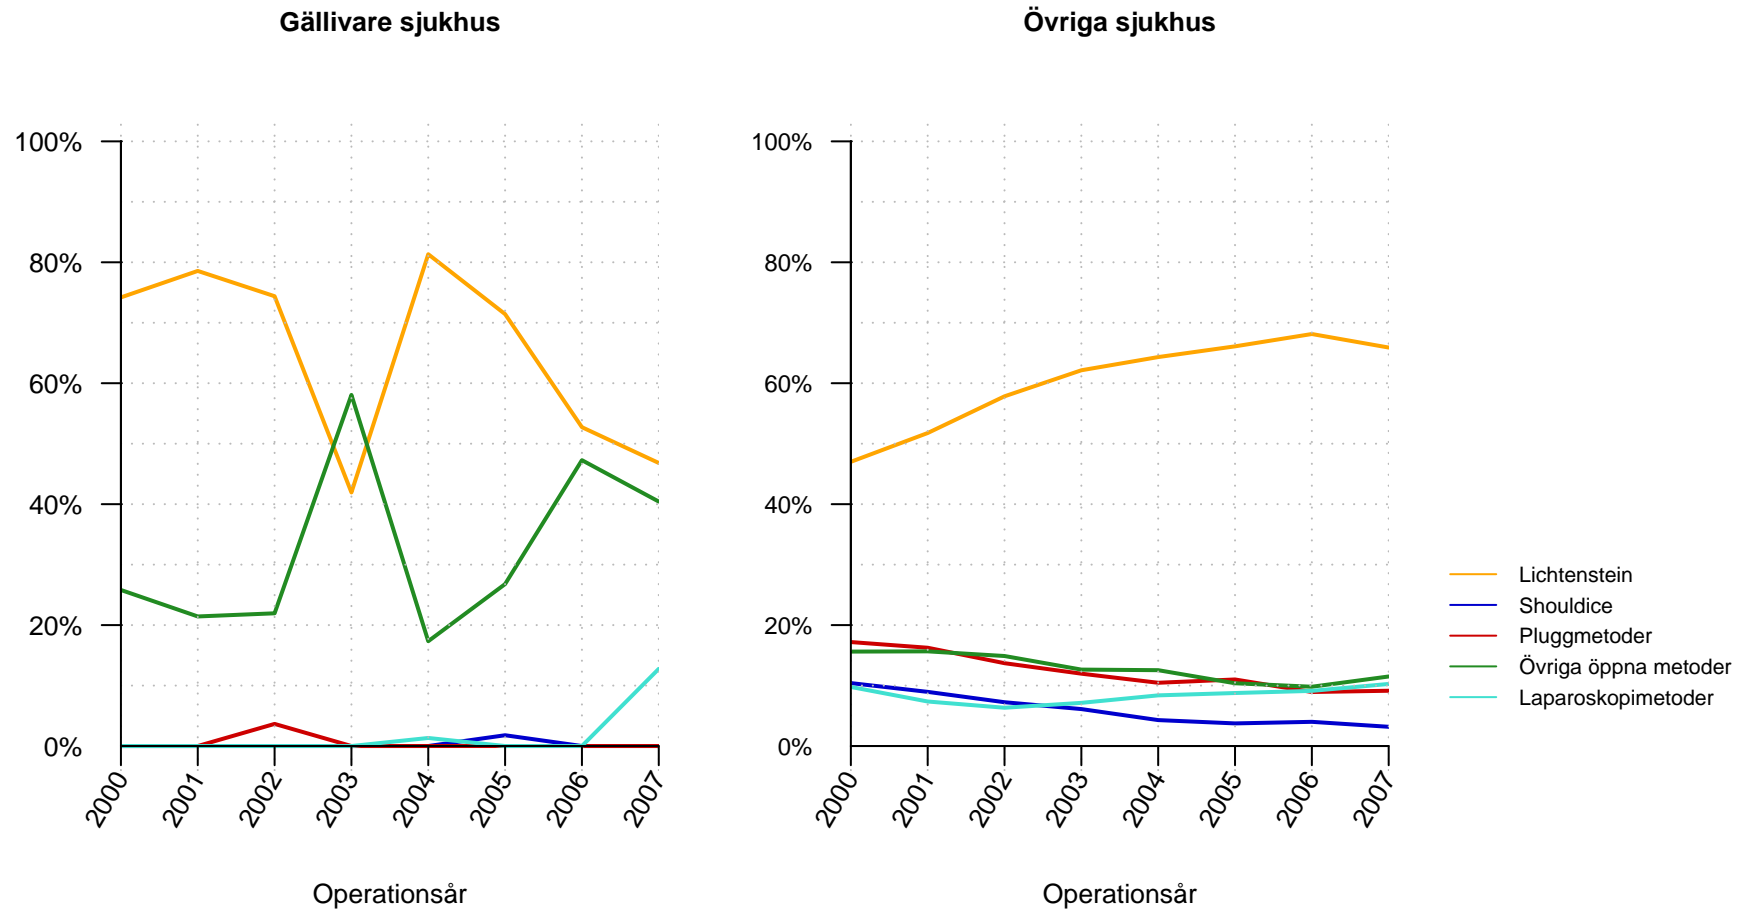 Gällivare sjukhus
100%
80%
60%
40%
20%
0%
2000 2001 2002 2003 2004 2005 2006 2007
Operationsår
Övriga sjukhus
100%
80%
60%
40%
20%
0%
2000 2001 2002 2003 2004 2005 2006 2007
Operationsår
Lichtenstein
Shouldice
Pluggmetoder
Övriga öppna metoder
Laparoskopimetoder